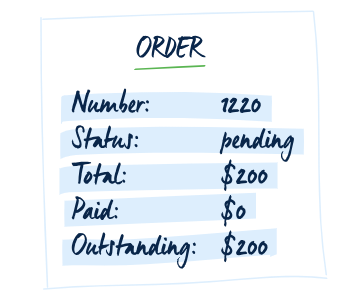 ORDER
Number: 1220
Status: pending
Total: $200
Paid: $0
Outstanding: $200